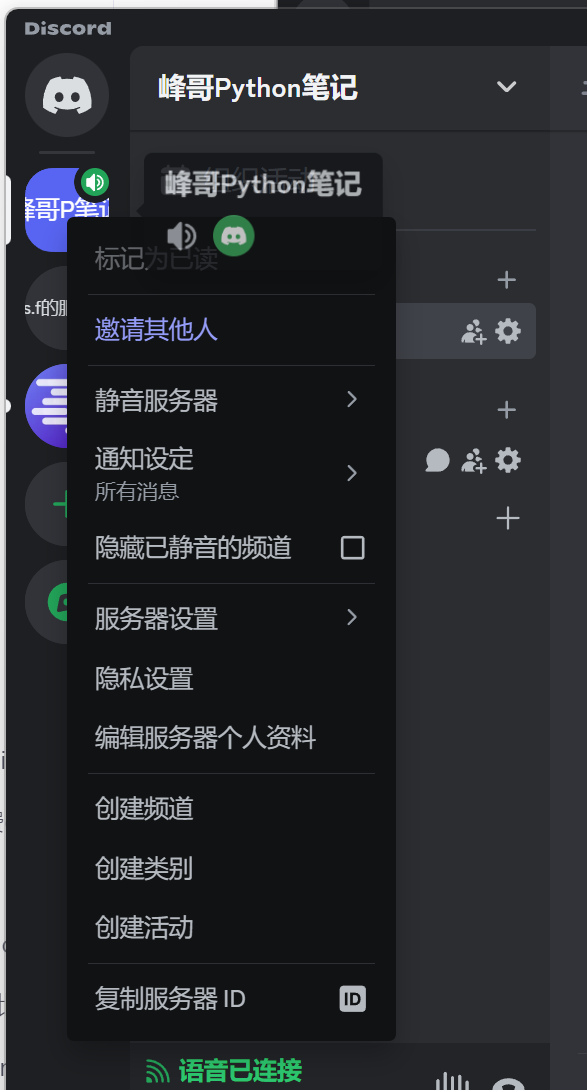 Discord
峰哥Python笔记
峰哥Python笔记
峰哥P笔记
标记为已读
s.f的服
邀请其他人
静音服务器
通知设定
所有消息
隐藏已静音的频道
服务器设置
隐私设置
编辑服务器个人资料
创建频道
创建类别
创建活动
复制服务器 ID
ID
语音已连接